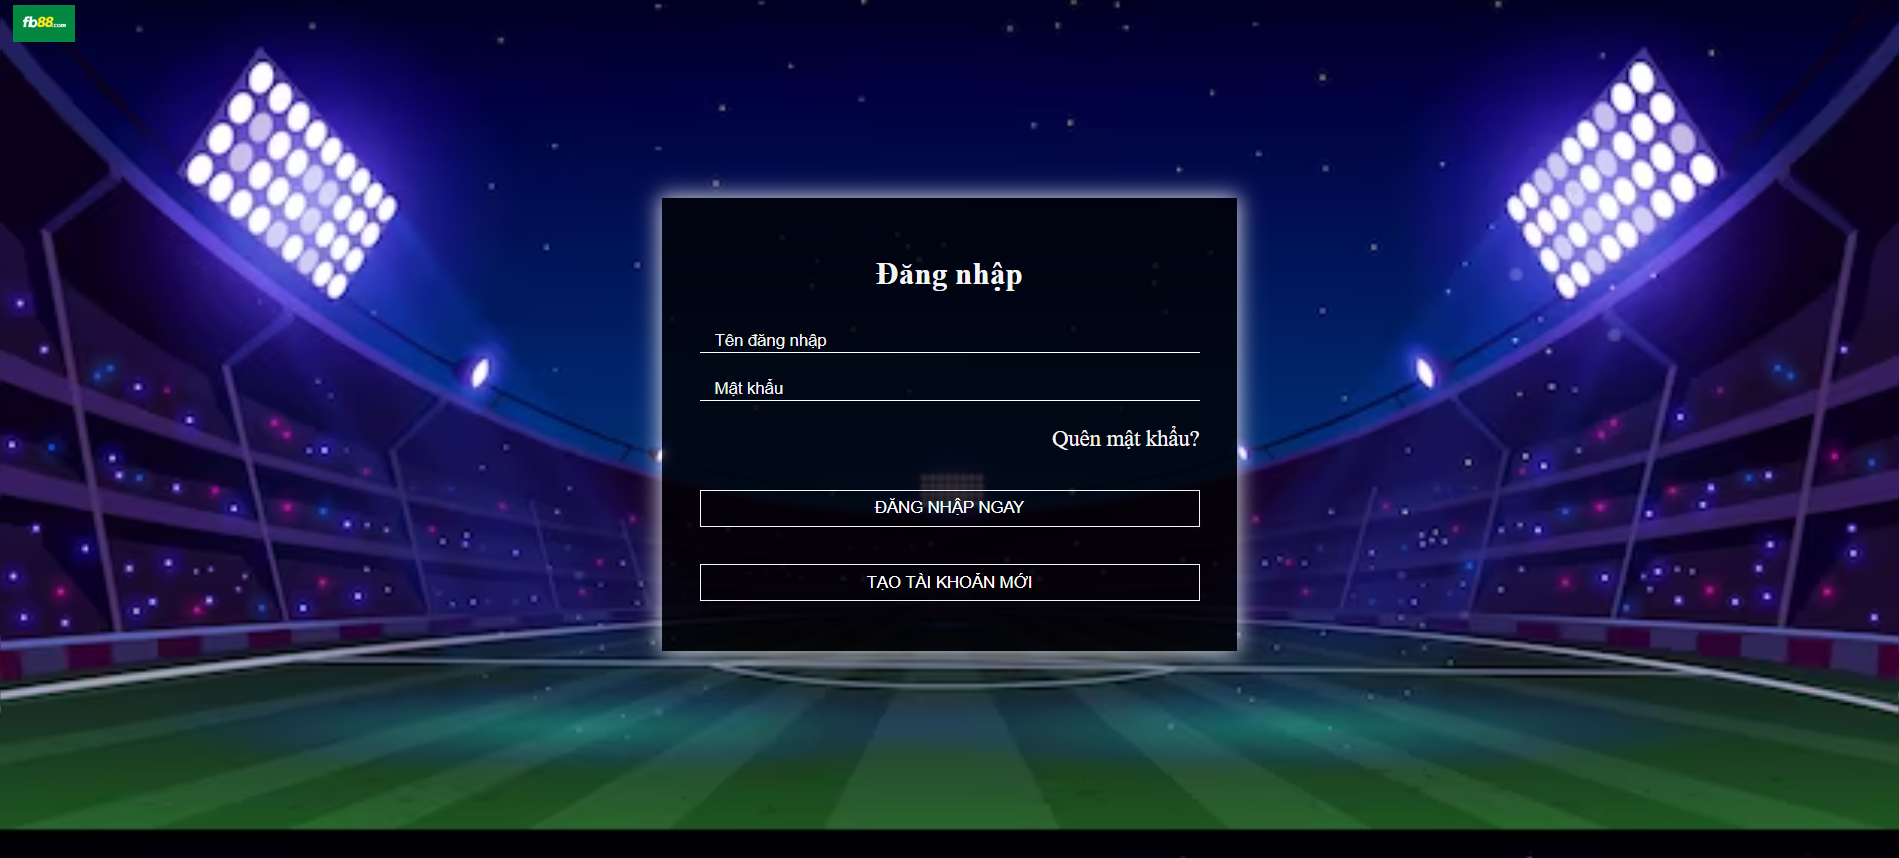 fb88.com
Đăng nhập
Tên đăng nhập
Mật khẩu
Quên mật khẩu?
ĐĂNG NHẬP NGAY
TẠO TÀI KHOẢN MỚI